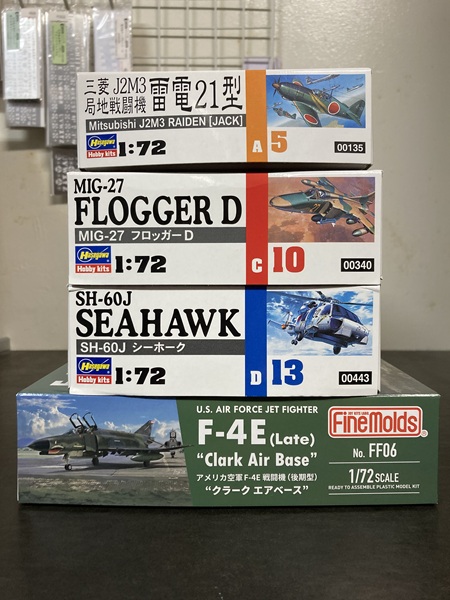 三菱 J2M3
局地戦闘機 雷電21型
Mitsubishi J2M3 RAIDEN [JACK]
Hasegawa
Hobby kits
1:72
A 5
00135
MIG-27
FLOGGER D
MIG-27 フロッガーD
Hasegawa
Hobby kits
1:72
C 10
00340
SH-60J
SEAHAWK
SH-60J シーホーク
Hasegawa
Hobby kits
1:72
D 13
00443
U.S. AIR FORCE JET FIGHTER
F-4E (Late)
"Clark Air Base"
アメリカ空軍 F-4E 戦闘機（後期型）
"クラーク エアベース"
FineMolds
No. FF06
1/72 SCALE
READY TO ASSEMBLE PLASTIC MODEL KIT